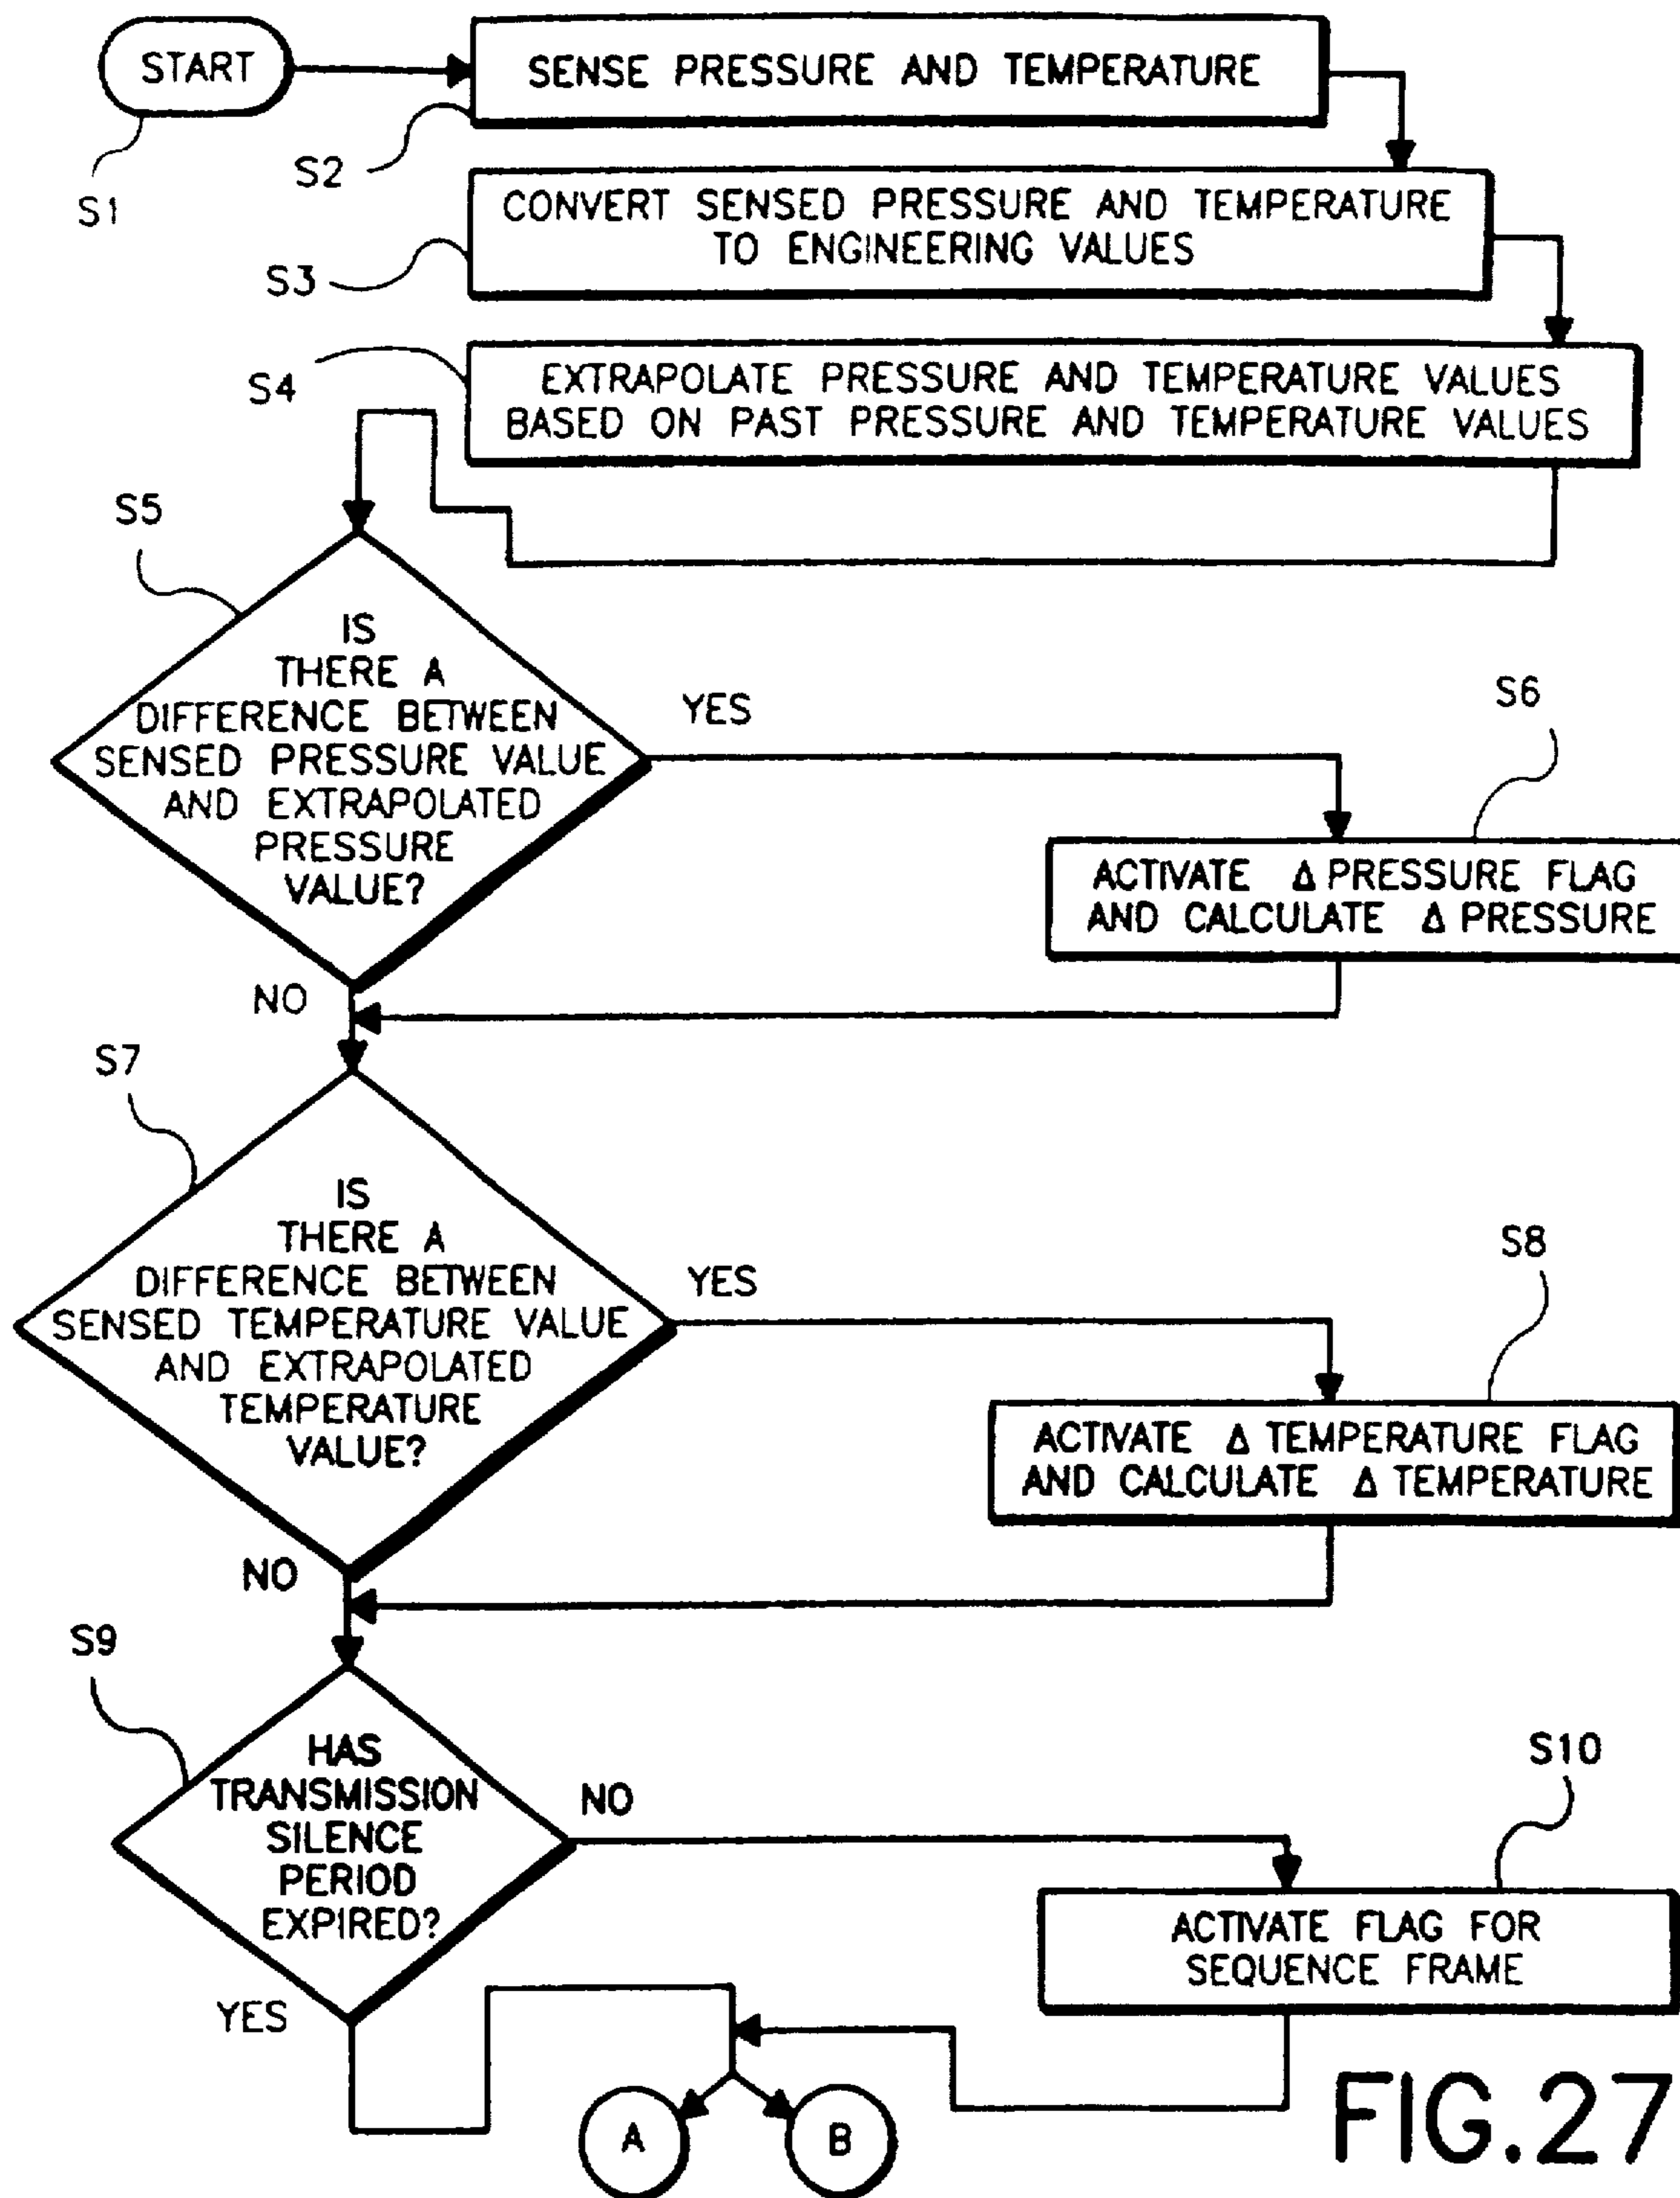 START
SENSE PRESSURE AND TEMPERATURE
S1
S2
CONVERT SENSED PRESSURE AND TEMPERATURE
TO ENGINEERING VALUES
S3
EXTRAPOLATE PRESSURE AND TEMPERATURE VALUES
BASED ON PAST PRESSURE AND TEMPERATURE VALUES
S4
S5
IS
THERE A
DIFFERENCE BETWEEN
SENSED PRESSURE VALUE
AND EXTRAPOLATED
PRESSURE
VALUE?
YES
S6
ACTIVATE Δ PRESSURE FLAG
AND CALCULATE Δ PRESSURE
NO
S7
IS
THERE A
DIFFERENCE BETWEEN
SENSED TEMPERATURE VALUE
AND EXTRAPOLATED
TEMPERATURE
VALUE?
YES
S8
ACTIVATE Δ TEMPERATURE FLAG
AND CALCULATE Δ TEMPERATURE
NO
S9
HAS
TRANSMISSION
SILENCE
PERIOD
EXPIRED?
NO
S10
ACTIVATE FLAG FOR
SEQUENCE FRAME
YES
A
B
FIG.27